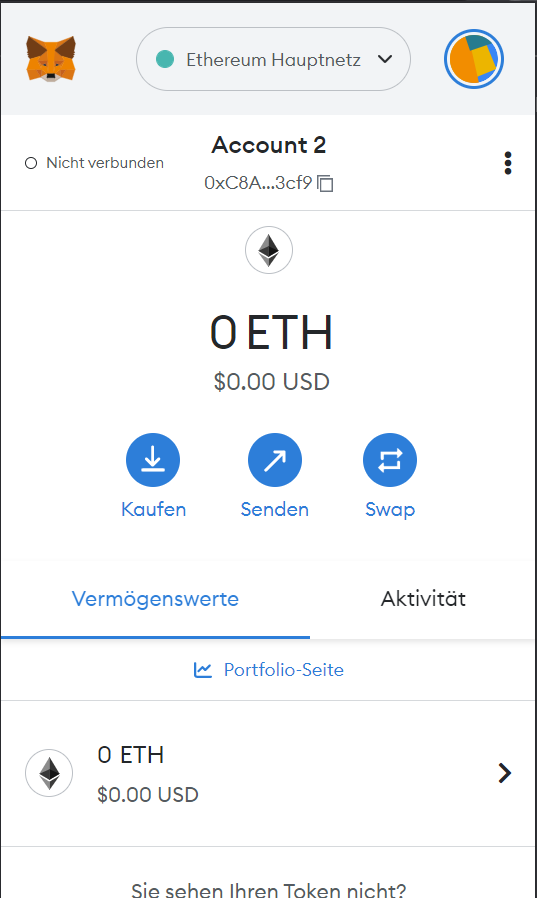 Ethereum Hauptnetz
Nicht verbunden
Account 2
0xC8A...3cf9
0 ETH
$0.00 USD
Kaufen
Senden
Swap
Vermögenswerte
Aktivität
Portfolio-Seite
0 ETH
$0.00 USD
Sie sehen Ihren Token nicht?